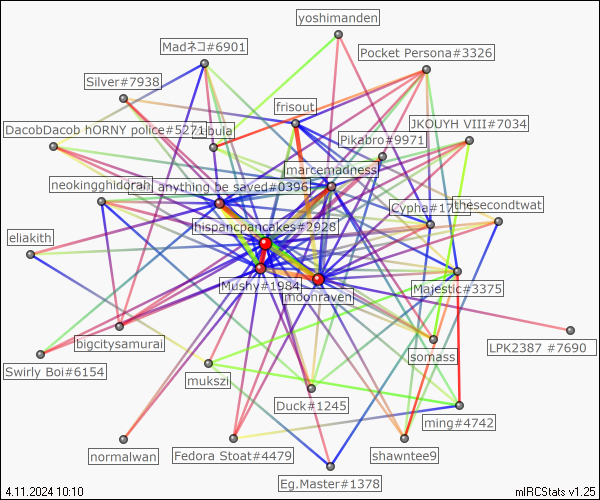 yoshimanden
Madネコ#6901
Pocket Persona#3326
Silver#7938
frisout
DacobDacob hORNY police#5271
bula
JKOUYH VIII#7034
Pikabro#9971
marcemadness
neokingghidorah
anything be saved#0396
Cypha#17
thesecondtwat
hispancpancakes#2928
eliakith
Mushy#1984
Majestic#3375
moonraven
bigcitysamurai
LPK2387 #7690
somass
Swirly Boi#6154
mukszi
Duck#1245
ming#4742
normalwan
Fedora Stoat#4479
shawntee9
Eg.Master#1378
4.11.2024 10:10
mIRCStats v1.25